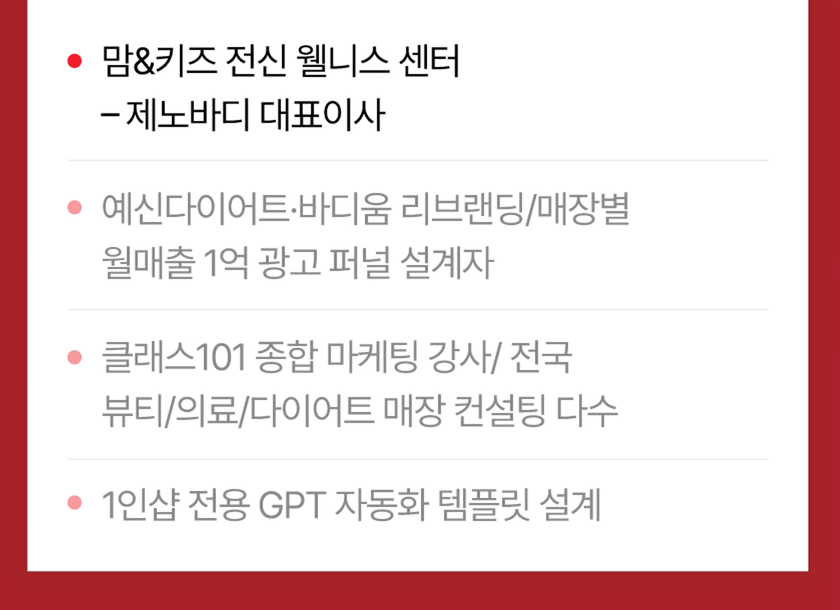 맘&키즈 전신 웰니스 센터
– 제노바디 대표이사
예신다이어트·바디움 리브랜딩/매장별
월매출 1억 광고 퍼널 설계자
클래스101 종합 마케팅 강사/ 전국
뷰티/의료/다이어트 매장 컨설팅 다수
1인샵 전용 GPT 자동화 템플릿 설계